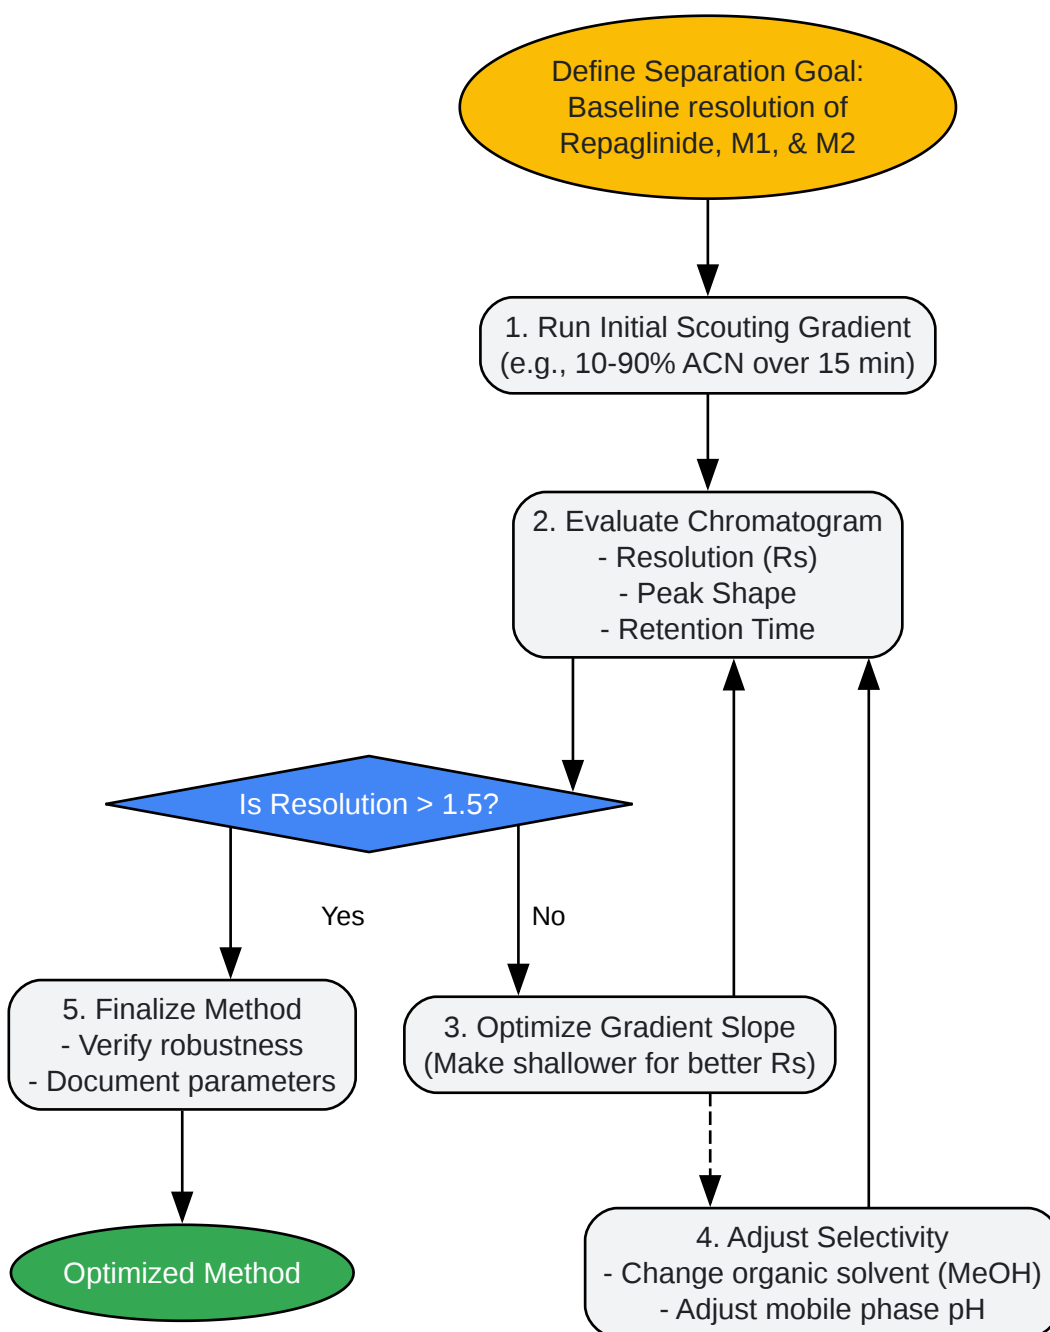 Define Separation Goal:
Baseline resolution of
Repaglinide, M1, & M2
1. Run Initial Scouting Gradient
(e.g., 10-90% ACN over 15 min)
2. Evaluate Chromatogram
- Resolution (Rs)
- Peak Shape
- Retention Time
Is Resolution > 1.5?
Yes
No
5. Finalize Method
- Verify robustness
- Document parameters
3. Optimize Gradient Slope
(Make shallower for better Rs)
4. Adjust Selectivity
- Change organic solvent (MeOH)
- Adjust mobile phase pH
Optimized Method